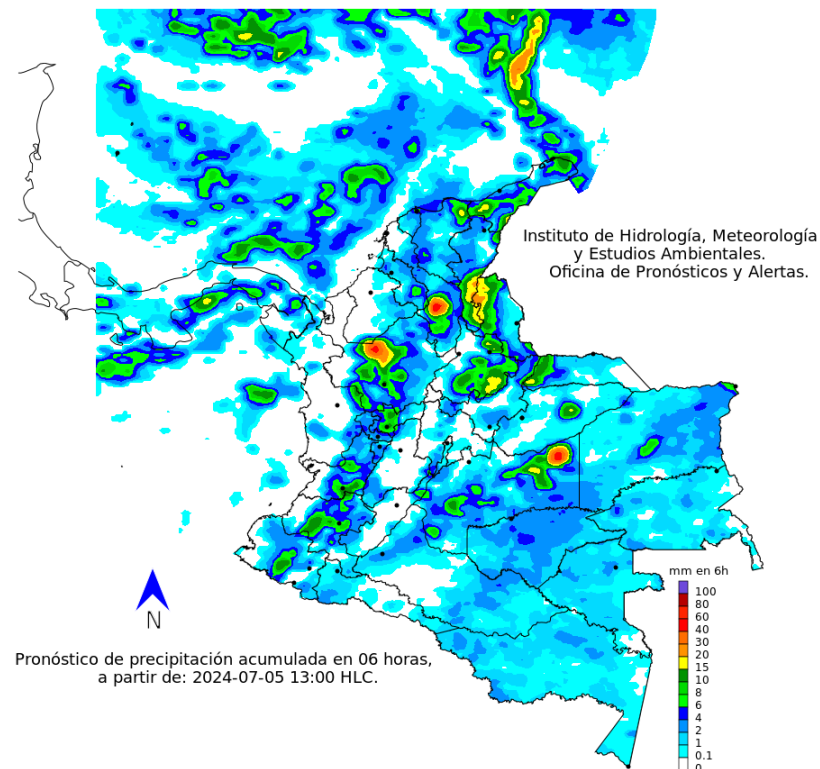 Instituto de Hidrología, Meteorología
y Estudios Ambientales.
Oficina de Pronósticos y Alertas.
N
Pronóstico de precipitación acumulada en 06 horas,
a partir de: 2024-07-05 13:00 HLC.
mm en 6h
100
80
60
40
30
20
15
10
8
6
4
2
1
0.1
0